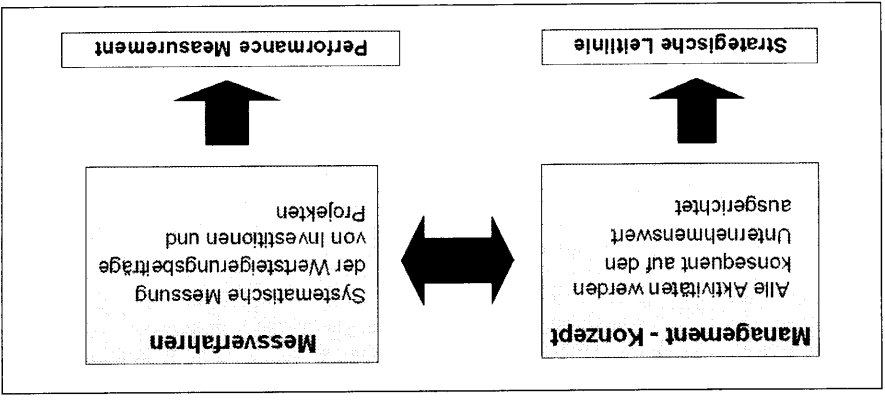 Management - Konzept
Alle Aktivitäten werden
konsequent auf den
Unternehmenswert
ausgerichtet
Messverfahren
Systematische Messung
der Wertsteigerungsbeiträge
von Investitionen und
Projekten
Strategische Leitlinie
Performance Measurement